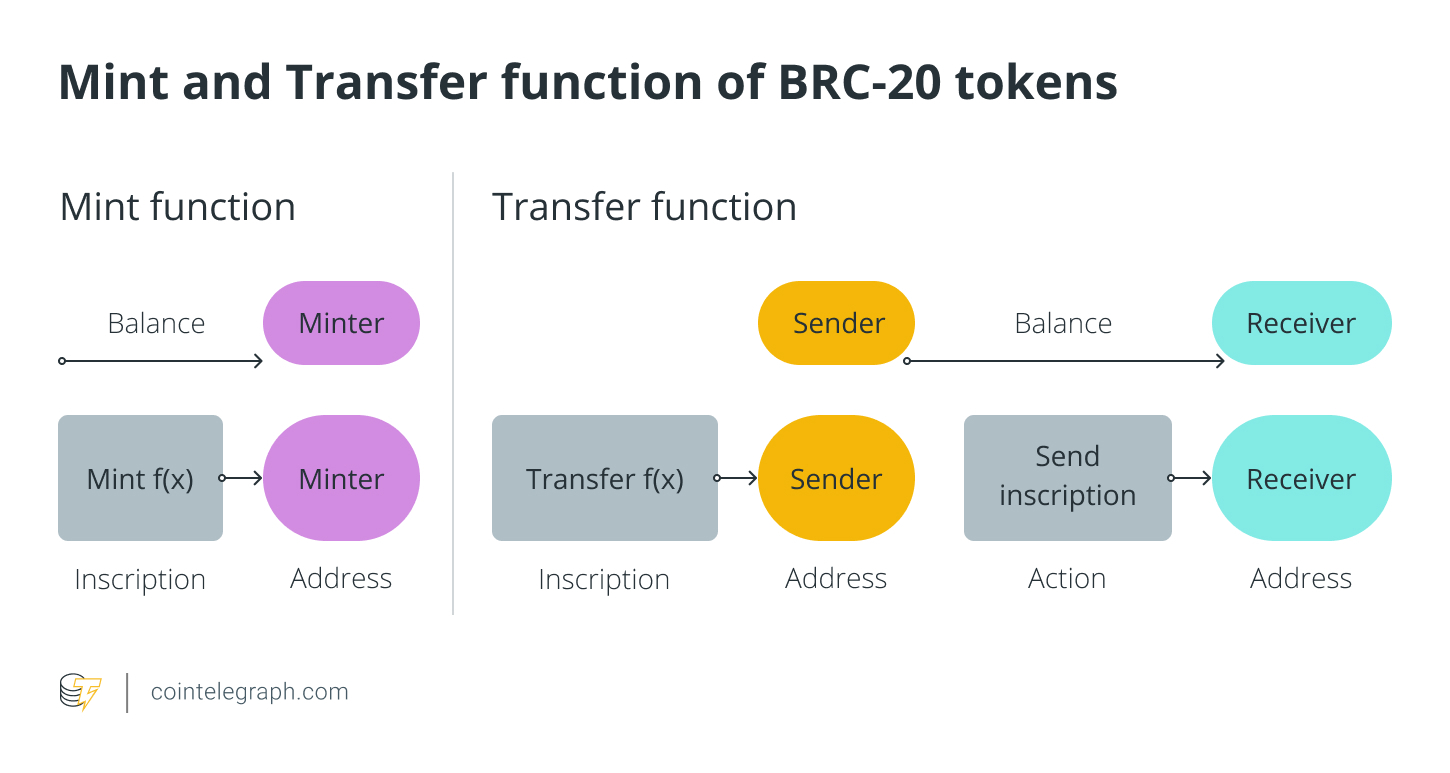 Mint and Transfer function of BRC-20 tokens
Mint function
Balance
Minter
Mint f(x)
Minter
Inscription
Address
Transfer function
Sender
Balance
Receiver
Transfer f(x)
Sender
Send
inscription
Receiver
Inscription
Address
Action
Address
cointelegraph.com